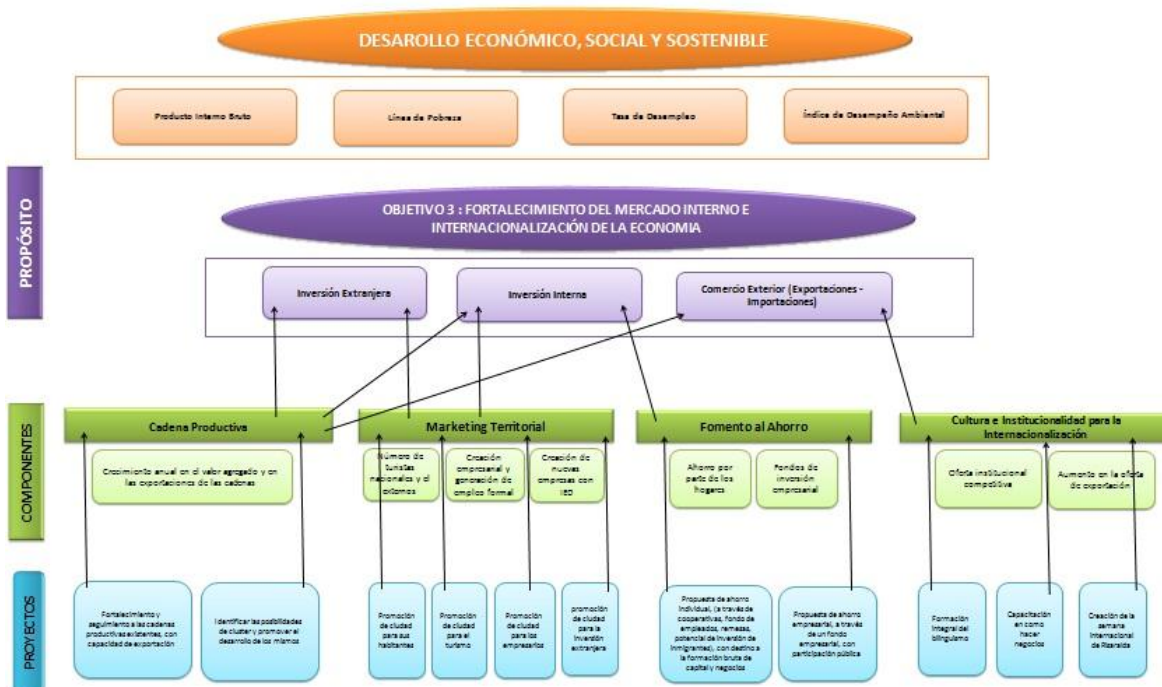 DESAROLLO ECONÓMICO, SOCIAL Y SOSTENIBLE
Producto Interno Bruto
Línea de Pobreza
Tasa de Desempleo
Índice de Desempeño Ambiental
PROPÓSITO
OBJETIVO 3 : FORTALECIMIENTO DEL MERCADO INTERNO E
INTERNACIONALIZACIÓN DE LA ECONOMIA
Inversión Extranjera
Inversión Interna
Comercio Exterior (Exportaciones -
Importaciones)
COMPONENTES
Cadena Productiva
Marketing Territorial
Fomento al Ahorro
Cultura e Institucionalidad para la
Internacionalización
Crecimiento anual en el valor agregado y en
las exportaciones de las cadenas
Número de
turistas
nacionales y
externos
Creación
empresarial y
generación de
empleo formal
Creación de
nuevas
empresas con
IED
Ahorro por
parte de los
hogares
Fondos de
inversión
empresarial
Oferta institucional
competitiva
Aumento en la oferta
de exportación
PROYECTOS
Fortalecimiento y
seguimiento a las cadenas
productivas existentes, con
capacidad de exportación
Identificar las posibilidades
de cluster y promover el
desarrollo de los mismos
Promoción
de ciudad
para sus
habitantes
Promoción
de ciudad
para el
turismo
Promoción
de ciudad
para los
empresarios
promoción
de ciudad
para la
inversión
extranjera
Propuesta de ahorro
individual, (a través de
cooperativas, fondo de
empleados, remesas,
potencial de inversión de
inmigrantes), con destino a
la formación bruta de
capital y negocios
Propuesta de ahorro
empresarial, a través
de un fondo
empresarial, con
participación pública
Formación
integral del
bilinguismo
Capacitación
en como
hacer
negocios
Creación de la
semana
internacional
de Risaralda